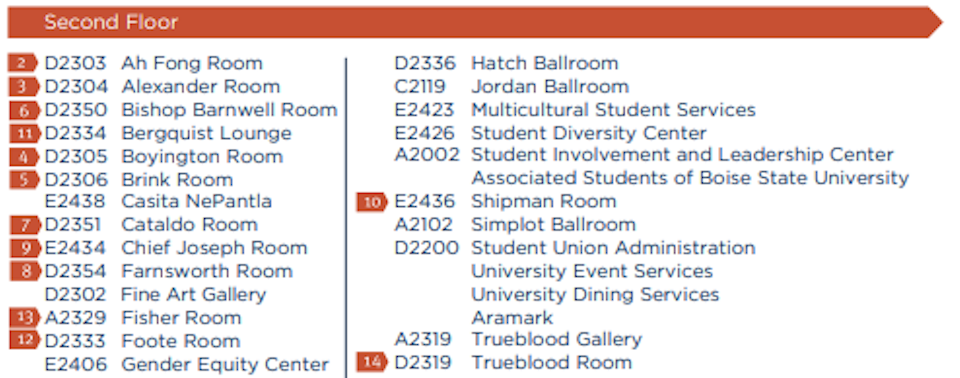 Second Floor
2 D2303 Ah Fong Room
3 D2304 Alexander Room
6 D2350 Bishop Barnwell Room
11 D2334 Bergquist Lounge
4 D2305 Boyington Room
5 D2306 Brink Room
E2438 Casita NePantla
7 D2351 Cataldo Room
9 E2434 Chief Joseph Room
8 D2354 Farnsworth Room
D2302 Fine Art Gallery
13 A2329 Fisher Room
12 D2333 Foote Room
E2406 Gender Equity Center
D2336 Hatch Ballroom
C2119 Jordan Ballroom
E2423 Multicultural Student Services
E2426 Student Diversity Center
A2002 Student Involvement and Leadership Center
Associated Students of Boise State University
10 E2436 Shipman Room
A2102 Simplot Ballroom
D2200 Student Union Administration
University Event Services
University Dining Services
Aramark
A2319 Trueblood Gallery
14 D2319 Trueblood Room